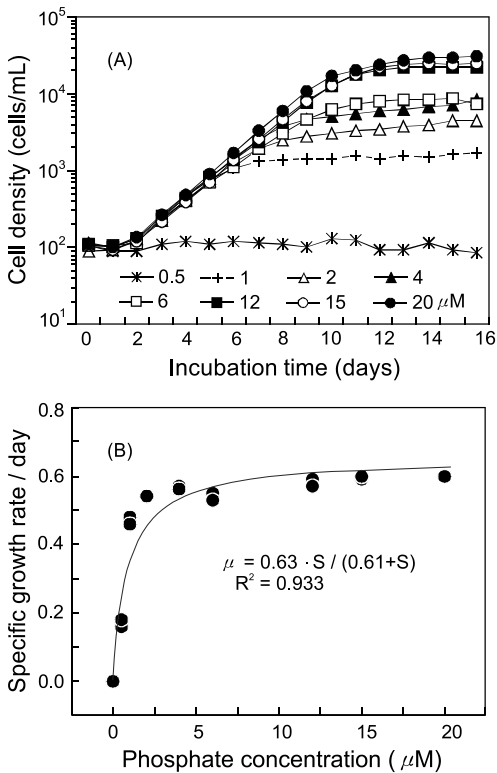 (A)
Cell density (cells/mL)
10^5
10^4
10^3
10^2
10^1
0.5 1 2 4
6 12 15 20 μM
0 2 4 6 8 10 12 14 16
Incubation time (days)
(B)
Specific growth rate / day
0.8
0.6
0.4
0.2
0.0
μ = 0.63 · S / (0.61+S)
R² = 0.933
0 5 10 15 20
Phosphate concentration ( μM)